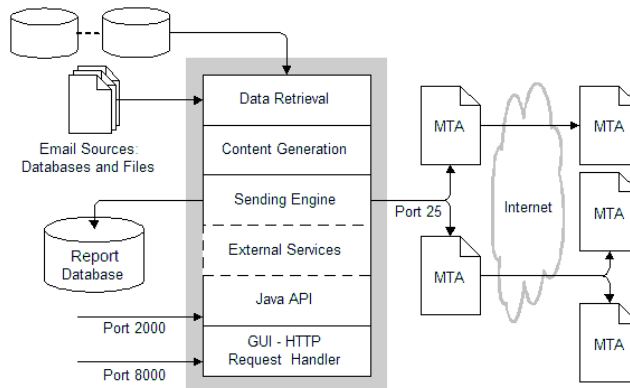 Data Retrieval
Email Sources:
Databases and Files
Content Generation
Sending Engine
External Services
Java API
GUI - HTTP
Request Handler
Report
Database
Port 2000
Port 8000
Port 25
MTA
MTA
Internet
MTA
MTA
MTA